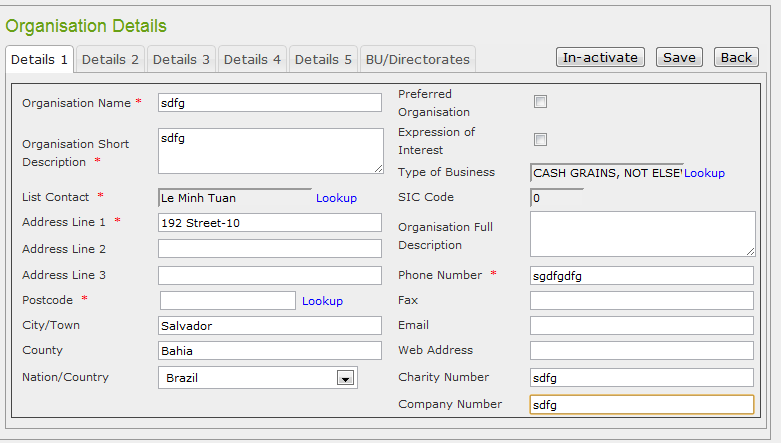 Organisation Details
Details 1 Details 2 Details 3 Details 4 Details 5 BU/Directorates In-activate Save Back
Organisation Name * sdfg
Organisation Short
Description * sdfg
List Contact * Le Minh Tuan Lookup
Address Line 1 * 192 Street-10
Address Line 2
Address Line 3
Postcode * Lookup
City/Town Salvador
County Bahia
Nation/Country Brazil
Preferred
Organisation
Expression of
Interest
Type of Business CASH GRAINS, NOT ELSE Lookup
SIC Code 0
Organisation Full
Description
Phone Number * sgdfgdfg
Fax
Email
Web Address
Charity Number sdfg
Company Number sdfg